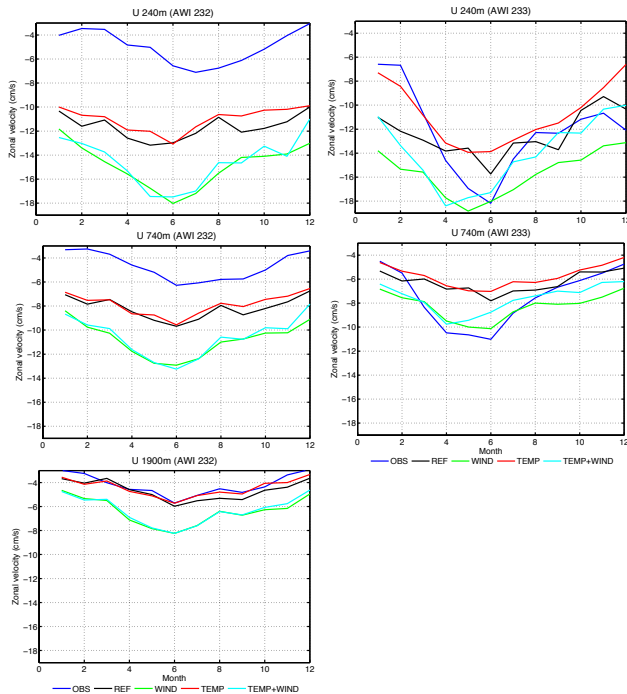 U 240m (AWI 232)
Zonal velocity (cm/s)
−4
−6
−8
−10
−12
−14
−16
−18
0 2 4 6 8 10 12
U 240m (AWI 233)
Zonal velocity (cm/s)
−4
−6
−8
−10
−12
−14
−16
−18
0 2 4 6 8 10 12
U 740m (AWI 232)
Zonal velocity (cm/s)
−4
−6
−8
−10
−12
−14
−16
−18
0 2 4 6 8 10 12
U 740m (AWI 233)
Zonal velocity (cm/s)
−4
−6
−8
−10
−12
−14
−16
−18
0 2 4 6 8 10 12
Month
OBS REF WIND TEMP TEMP+WIND
U 1900m (AWI 232)
Zonal velocity (cm/s)
−4
−6
−8
−10
−12
−14
−16
−18
0 2 4 6 8 10 12
Month
OBS REF WIND TEMP TEMP+WIND